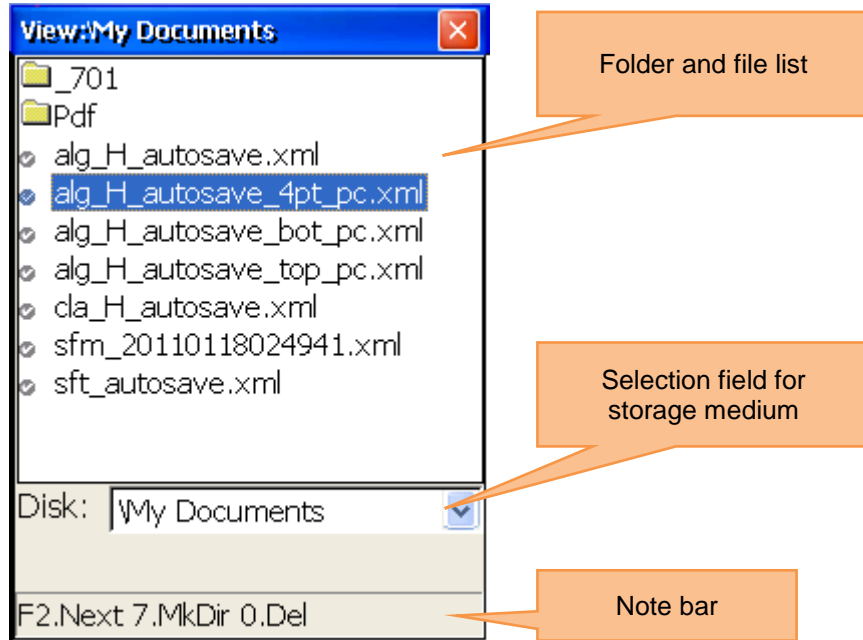 View:\My Documents
Folder and file list
_701
Pdf
alg_H_autosave.xml
alg_H_autosave_4pt_pc.xml
alg_H_autosave_bot_pc.xml
alg_H_autosave_top_pc.xml
cla_H_autosave.xml
sfm_20110118024941.xml
sft_autosave.xml
Selection field for
storage medium
Disk: \My Documents
F2.Next 7.MkDir 0.Del
Note bar